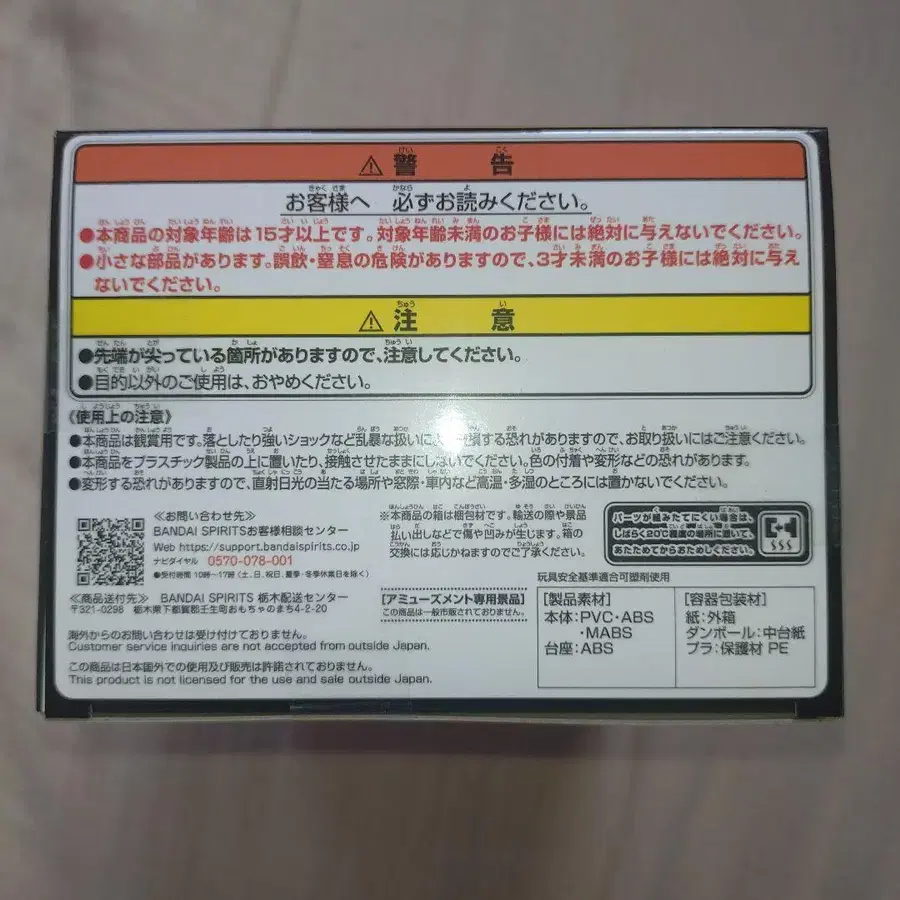 ⚠警告
お客様へ 必ずお読みください。
●本商品の対象年齢は15才以上です。対象年齢未満のお子様には絶対に与えないでください。
●小さな部品があります。誤飲・窒息の危険がありますので、3才未満のお子様には絶対に与え
ないでください。
⚠注意
●先端が尖っている箇所がありますので、注意してください。
●目的以外のご使用は、おやめください。
《使用上の注意》
●本商品は観賞用です。落としたり強いショックなど乱暴な扱いに する恐れがありますので、お取り扱いにはご注意ください。
●本商品をプラスチック製品の上に置いたり、接触させたままにしないでください。色の付着や変形などの恐れがあります。
●変形する恐れがありますので、直射日光の当たる場所や窓際・車内など高温・多湿のところには置かないでください。
≪お問い合わせ先≫
BANDAI SPIRITSお客様相談センター
Web https://support.bandaispirits.co.jp
ナビダイヤル 0570-078-001
●受付時間 10時〜17時(土、日、祝日、夏季・冬季休業日を除く)
≪商品送付先≫ BANDAI SPIRITS 栃木配送センター
〒321-0298 栃木県下都賀郡壬生町おもちゃのまち4-2-20
海外からのお問い合わせは受け付けておりません。
Customer service inquiries are not accepted from outside Japan.
この商品は日本国外での使用及び販売は許諾されておりません。
This product is not licensed for the use and sale outside Japan.
※本商品の箱は梱包材です。輸送の際や景品
払い出しなどで傷や凹みが生じます。箱の
交換には応じかねますのでご了承ください。
[アミューズメント専用景品]
この商品は一般市販されておりません。
パーツが組みたてにくい場合は、
しばらく20℃程度の場所に置いて、
あたためてからおためしください。
玩具安全基準適合可塑剤使用
[製品素材]
本体:PVC・ABS
・MABS
台座:ABS
[容器包装材]
紙:外箱
ダンボール:中台紙
プラ:保護材 PE